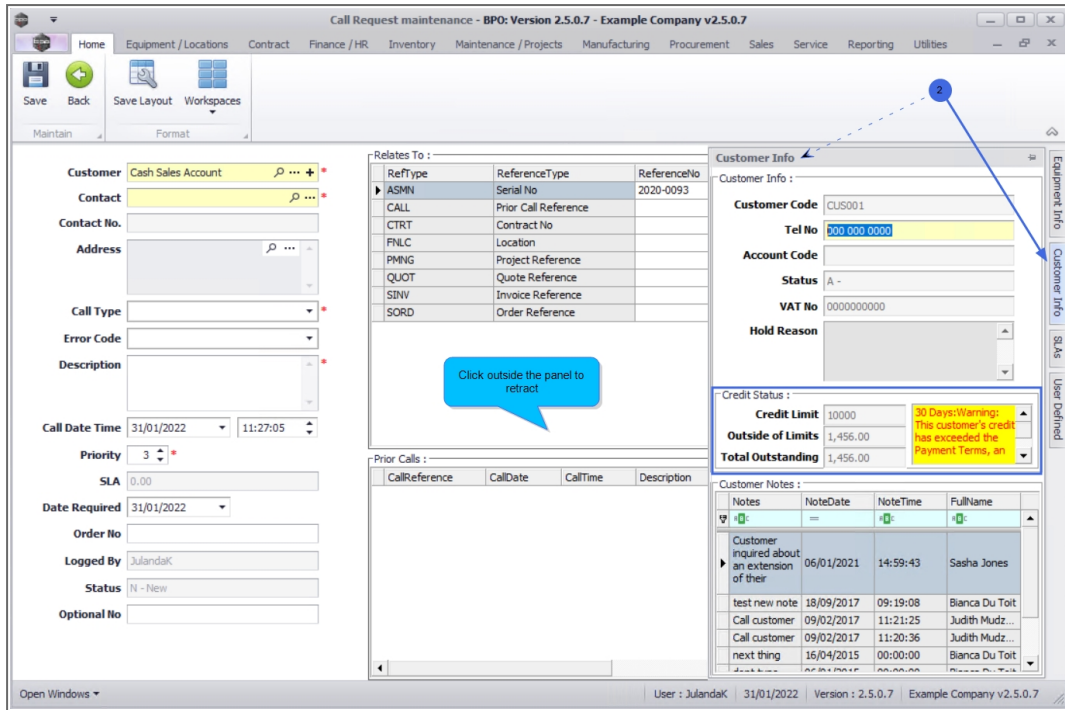 Call Request maintenance - BPO: Version 2.5.0.7 - Example Company v2.5.0.7
Home Equipment / Locations Contract Finance / HR Inventory Maintenance / Projects Manufacturing Procurement Sales Service Reporting Utilities
Save Back Save Layout Workspaces
Maintain Format
2
Customer Cash Sales Account *
Contact *
Contact No.
Address
Call Type *
Error Code
Description *
Call Date Time 31/01/2022 11:27:05
Priority 3 *
SLA 0.00
Date Required 31/01/2022
Order No
Logged By JulandaK
Status N - New
Optional No
Relates To :
RefType ReferenceType ReferenceNo
ASMN Serial No 2020-0093
CALL Prior Call Reference
CTRT Contract No
FNLC Location
PMNG Project Reference
QUOT Quote Reference
SINV Invoice Reference
SORD Order Reference
Click outside the panel to
retract
Prior Calls :
CallReference CallDate CallTime Description
Customer Info
Customer Info :
Customer Code CUS001
Tel No 000 000 0000
Account Code
Status A -
VAT No 0000000000
Hold Reason
Credit Status :
Credit Limit 10000
Outside of Limits 1,456.00
Total Outstanding 1,456.00
30 Days:Warning:
This customer's credit
has exceeded the
Payment Terms, an
Customer Notes :
Notes NoteDate NoteTime FullName
Customer
inquired about
an extension
of their
06/01/2021 14:59:43 Sasha Jones
test new note 18/09/2017 09:19:08 Bianca Du Toit
Call customer 09/02/2017 11:21:25 Judith Mudz...
Call customer 09/02/2017 11:20:36 Judith Mudz...
next thing 16/04/2015 00:00:00 Bianca Du Toit
Equipment Info
Customer Info
SLAs
User Defined
Open Windows User : JulandaK 31/01/2022 Version : 2.5.0.7 Example Company v2.5.0.7